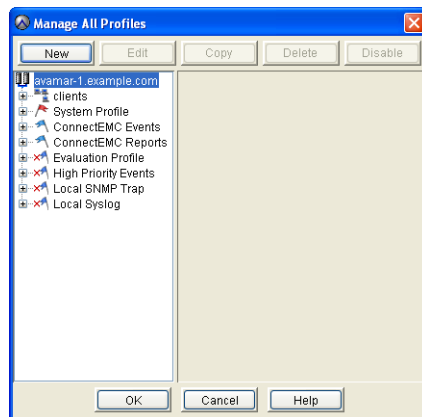 Manage All Profiles
New Edit Copy Delete Disable
avamar-1.example.com
clients
System Profile
ConnectEMC Events
ConnectEMC Reports
Evaluation Profile
High Priority Events
Local SNMP Trap
Local Syslog
OK Cancel Help